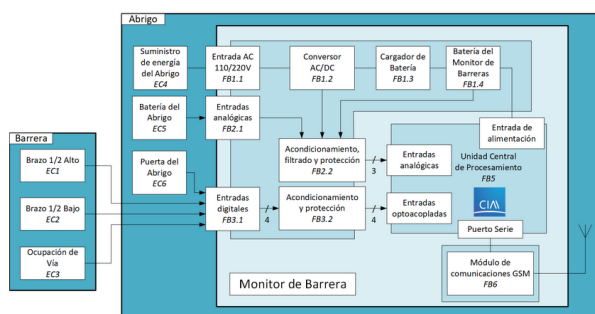 Abrigo
Suministro
de energía
del Abrigo
EC4
Entrada AC
110/220V
FB1.1
Conversor
AC/DC
FB1.2
Cargador de
Batería
FB1.3
Batería del
Monitor de
Barreras
FB1.4
Batería del
Abrigo
EC5
Entradas
analógicas
FB2.1
Entrada de
alimentación
Barrera
Brazo 1/2 Alto
EC1
Puerta del
Abrigo
EC6
Acondicionamiento,
filtrado y protección
FB2.2
3
Entradas
analógicas
Unidad Central
de Procesamiento
FB5
Brazo 1/2 Bajo
EC2
Entradas
digitales
FB3.1
4
Acondicionamiento
y protección
FB3.2
4
Entradas
optoacopladas
CIAA
Puerto Serie
Ocupación de
Vía
EC3
Monitor de Barrera
Módulo de
comunicaciones GSM
FB6